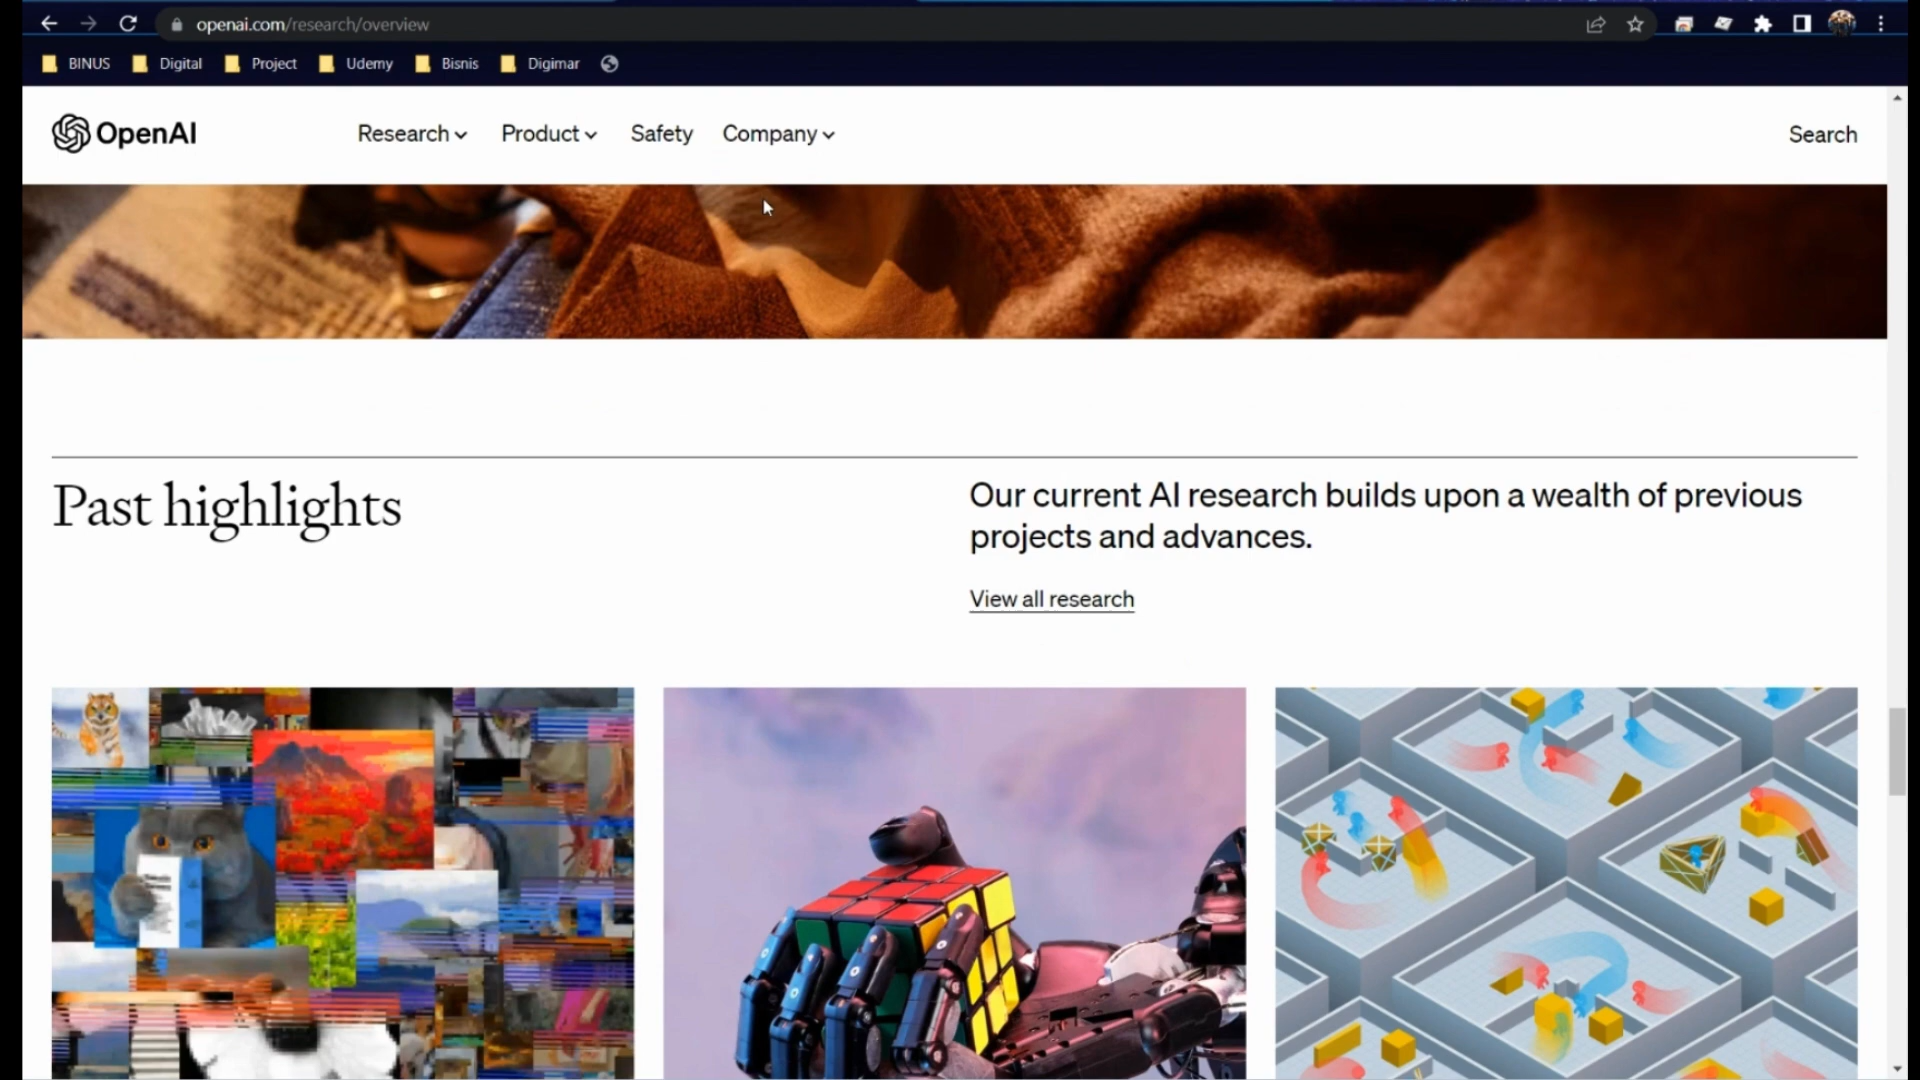 openai.com/research/overview
BINUS Digital Project Udemy Bisnis Digimar
OpenAI Research Product Safety Company Search
Past highlights
Our current AI research builds upon a wealth of previous
projects and advances.
View all research